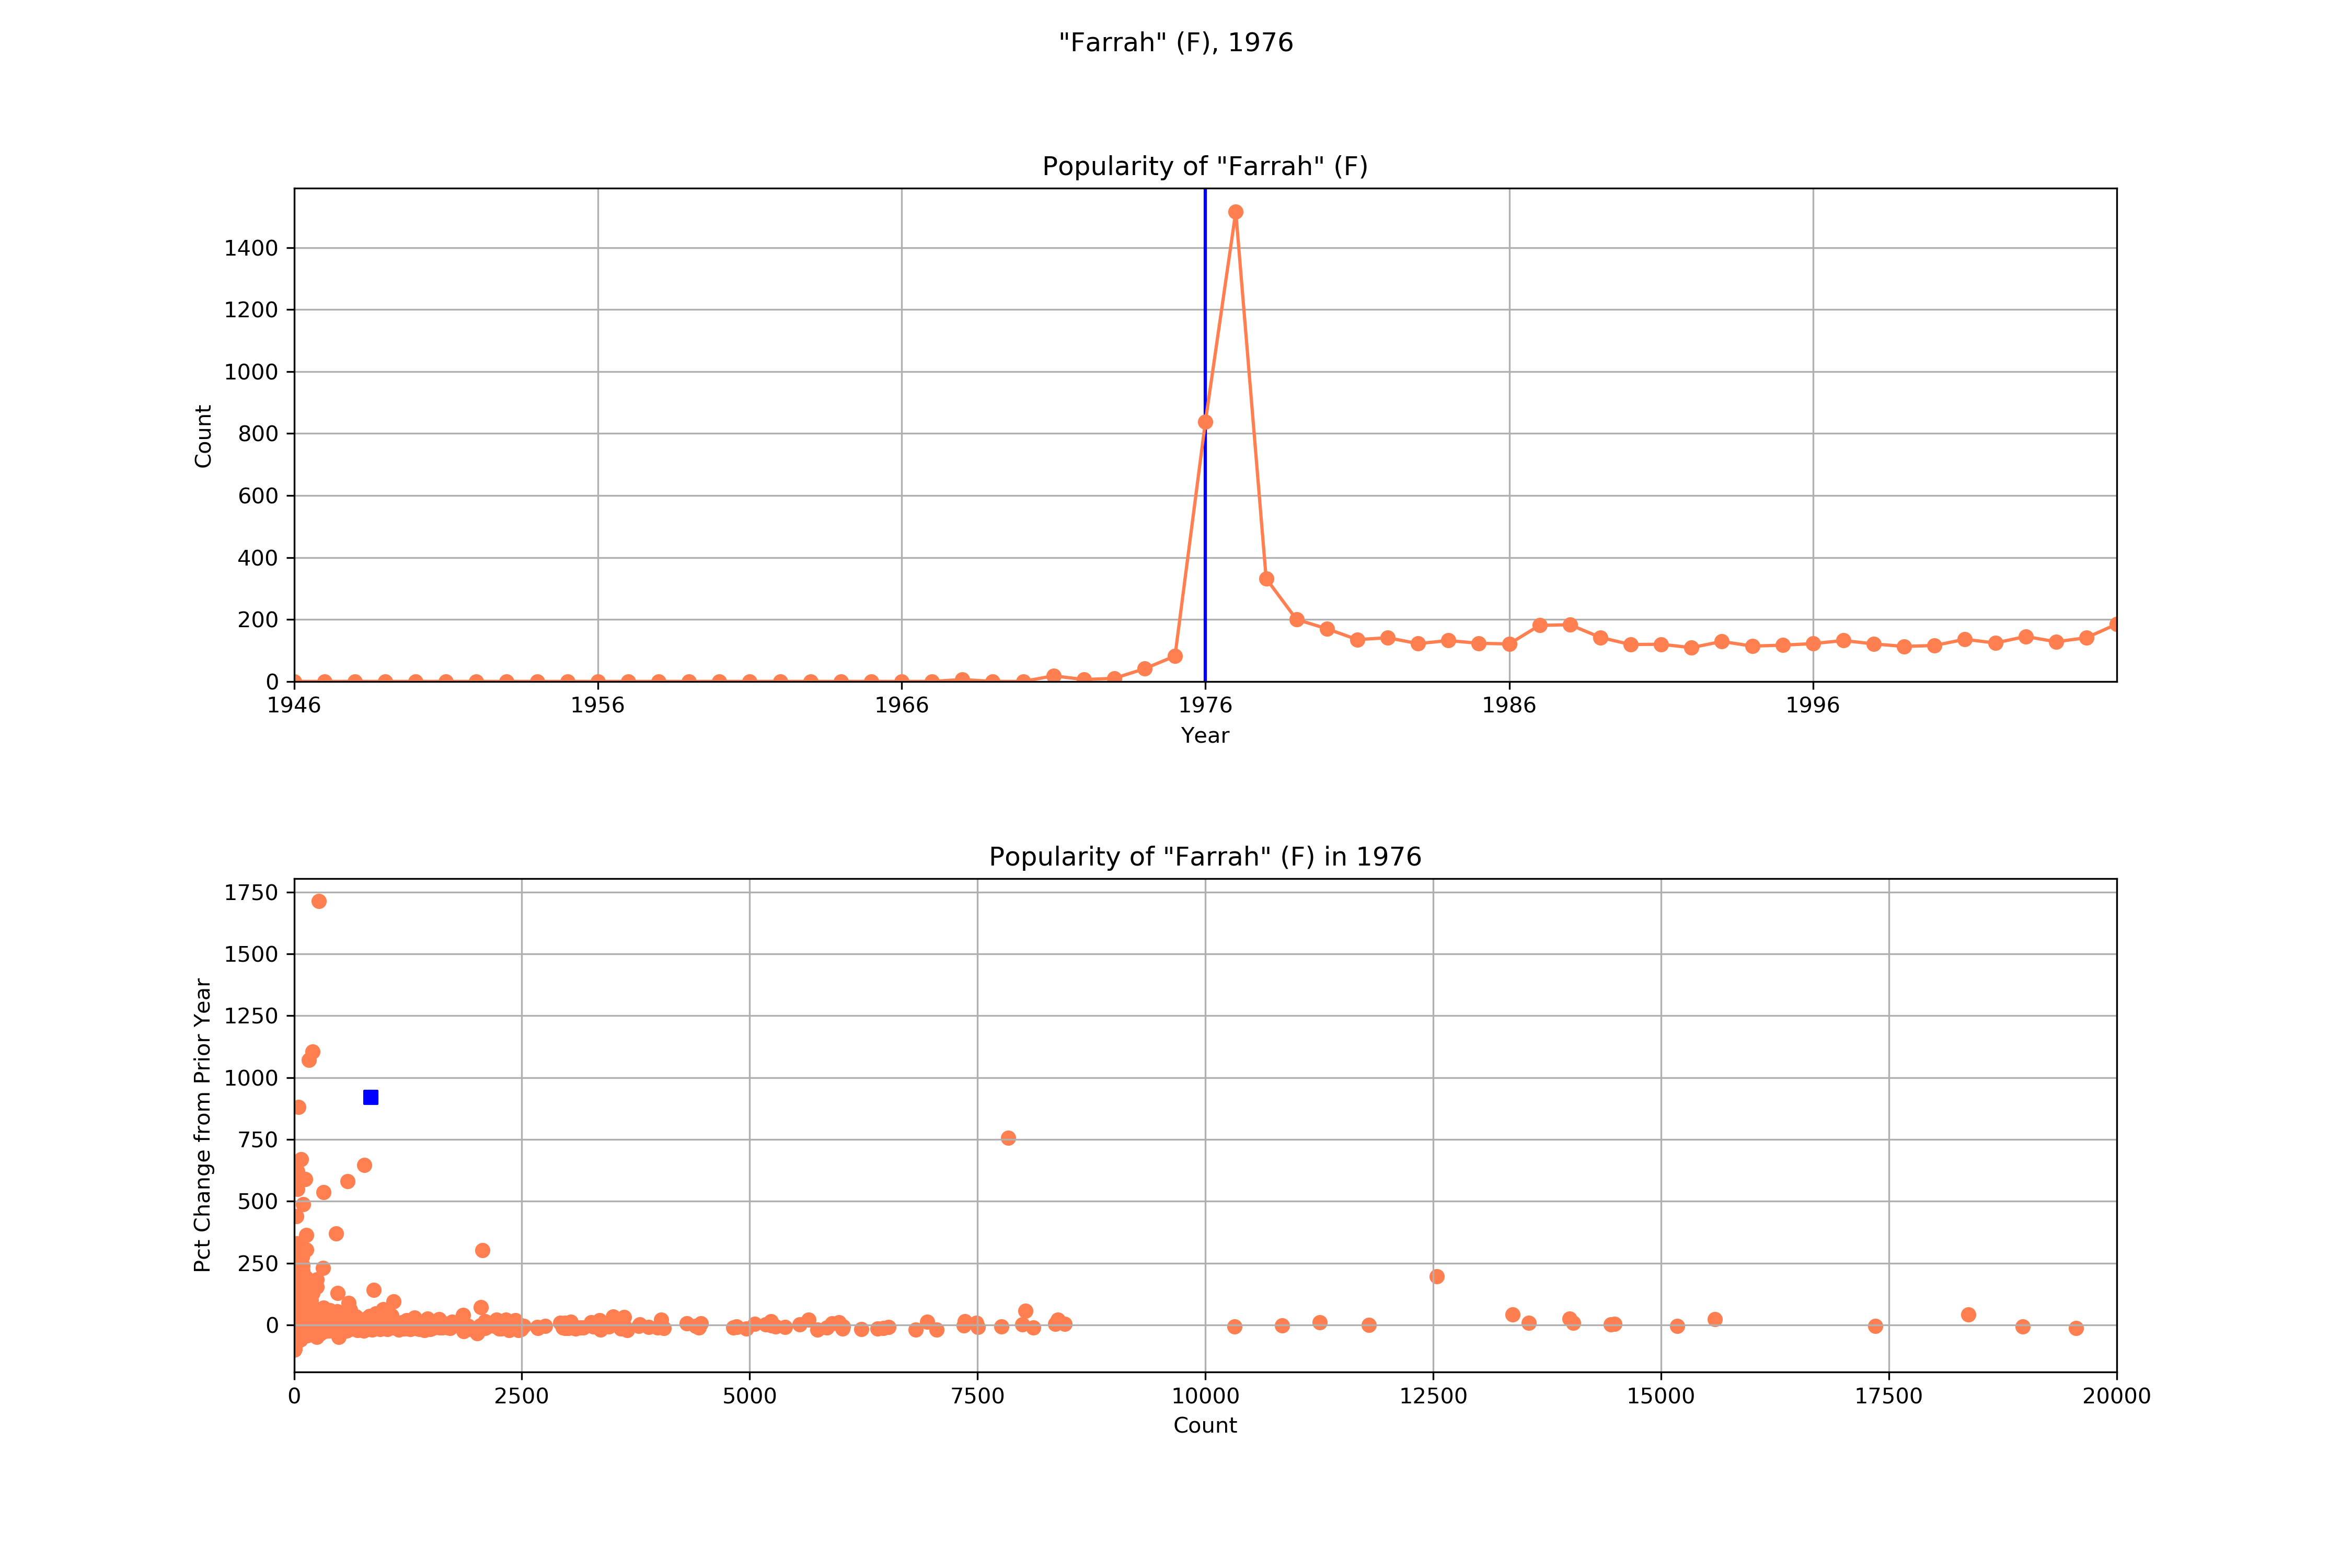 "Farrah" (F), 1976
Popularity of "Farrah" (F)
1400
1200
1000
800
600
400
200
0
Count
1946 1956 1966 1976 1986 1996
Year
Popularity of "Farrah" (F) in 1976
1750
1500
1250
1000
750
500
250
0
Pct Change from Prior Year
0 2500 5000 7500 10000 12500 15000 17500 20000
Count